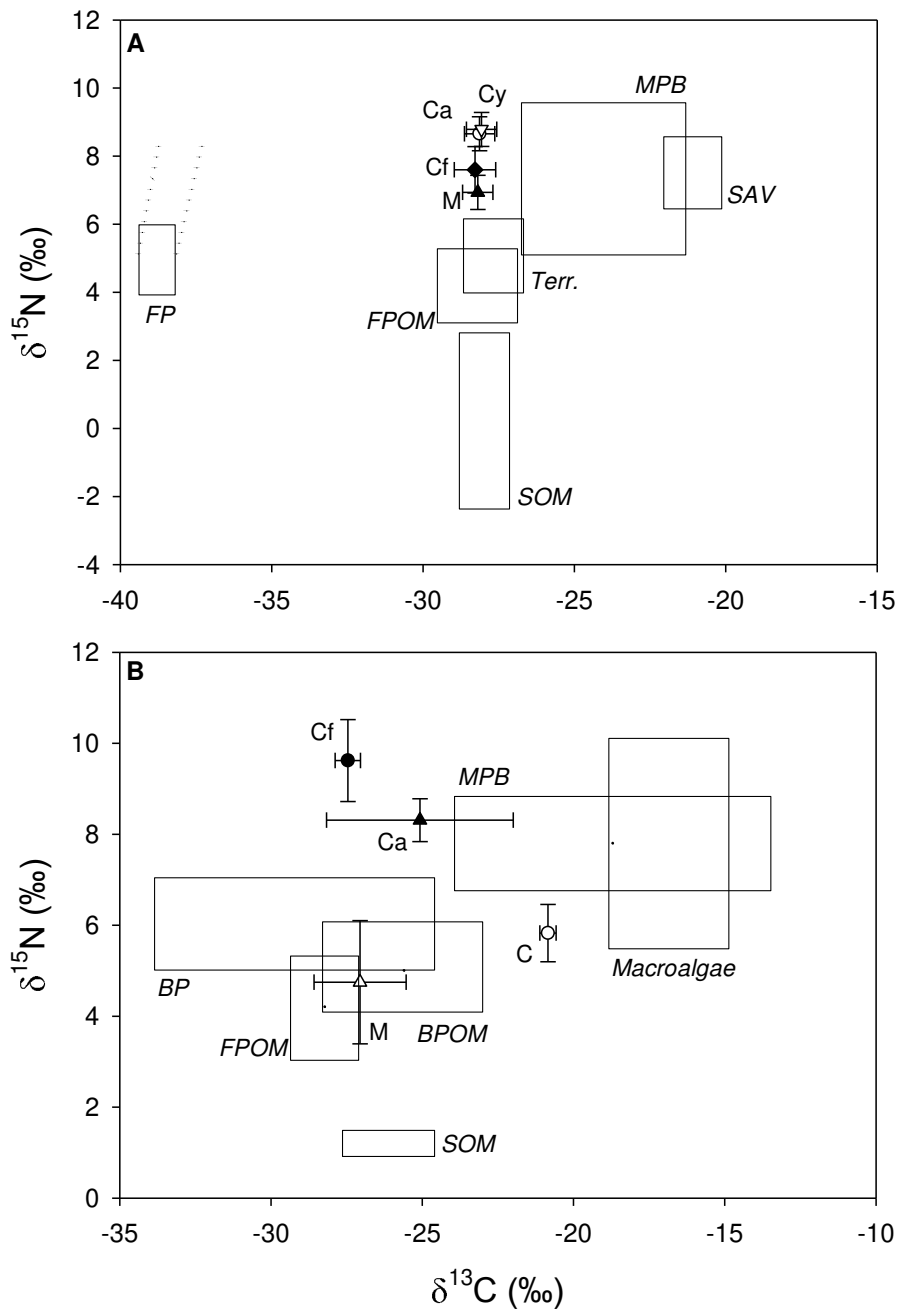 12
A
MPB
10
Cy
Ca
8
Cf
SAV
M
6
Terr.
4
FP
FPOM
2
0
-2
SOM
-4
-40 -35 -30 -25 -20 -15
δ15N (‰)
12
B
Cf
10
MPB
8
Ca
6
C
BP
Macroalgae
4
M
BPOM
FPOM
2
SOM
0
-35 -30 -25 -20 -15 -10
δ15N (‰)
δ13C (‰)